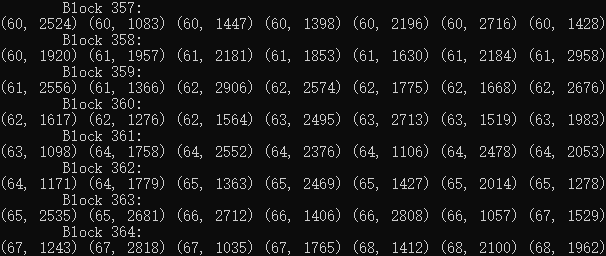 Block 357:
(60, 2524) (60, 1083) (60, 1447) (60, 1398) (60, 2196) (60, 2716) (60, 1428)
Block 358:
(60, 1920) (61, 1957) (61, 2181) (61, 1853) (61, 1630) (61, 2184) (61, 2958)
Block 359:
(61, 2556) (61, 1366) (62, 2906) (62, 2574) (62, 1775) (62, 1668) (62, 2676)
Block 360:
(62, 1617) (62, 1276) (62, 1564) (63, 2495) (63, 2713) (63, 1519) (63, 1983)
Block 361:
(63, 1098) (64, 1758) (64, 2552) (64, 2376) (64, 1106) (64, 2478) (64, 2053)
Block 362:
(64, 1171) (64, 1779) (65, 1363) (65, 2469) (65, 1427) (65, 2014) (65, 1278)
Block 363:
(65, 2535) (65, 2681) (66, 2712) (66, 1406) (66, 2808) (66, 1057) (67, 1529)
Block 364:
(67, 1243) (67, 2818) (67, 1035) (67, 1765) (68, 1412) (68, 2100) (68, 1962)